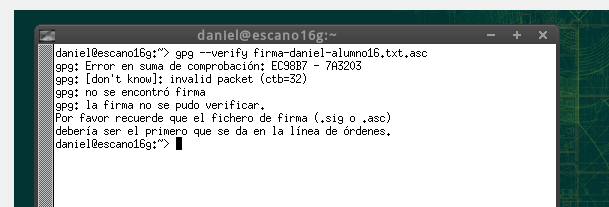 daniel@escano16g:~
daniel@escano16g:~> gpg --verify firma-daniel-alumno16.txt.asc
gpg: Error en suma de comprobación: EC98B7 - 7A3203
gpg: [don't know]: invalid packet (ctb=32)
gpg: no se encontró firma
gpg: la firma no se pudo verificar.
Por favor recuerde que el fichero de firma (.sig o .asc)
debería ser el primero que se da en la línea de órdenes.
daniel@escano16g:~>